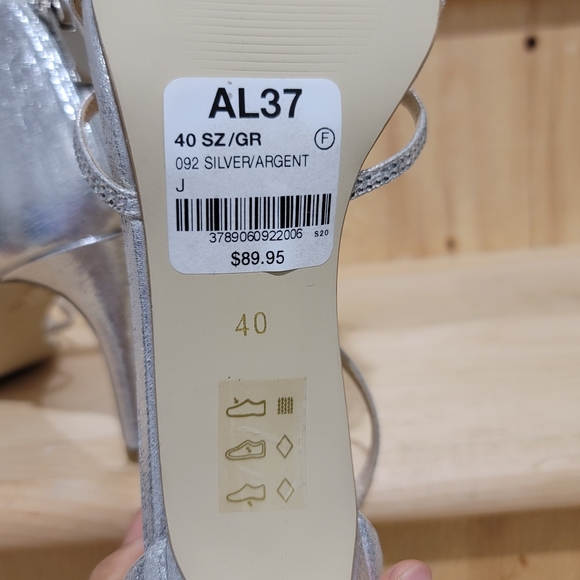 AL37
40 SZ/GR Ⓕ
092 SILVER/ARGENT
J
3789060922006 S20
$89.95
40